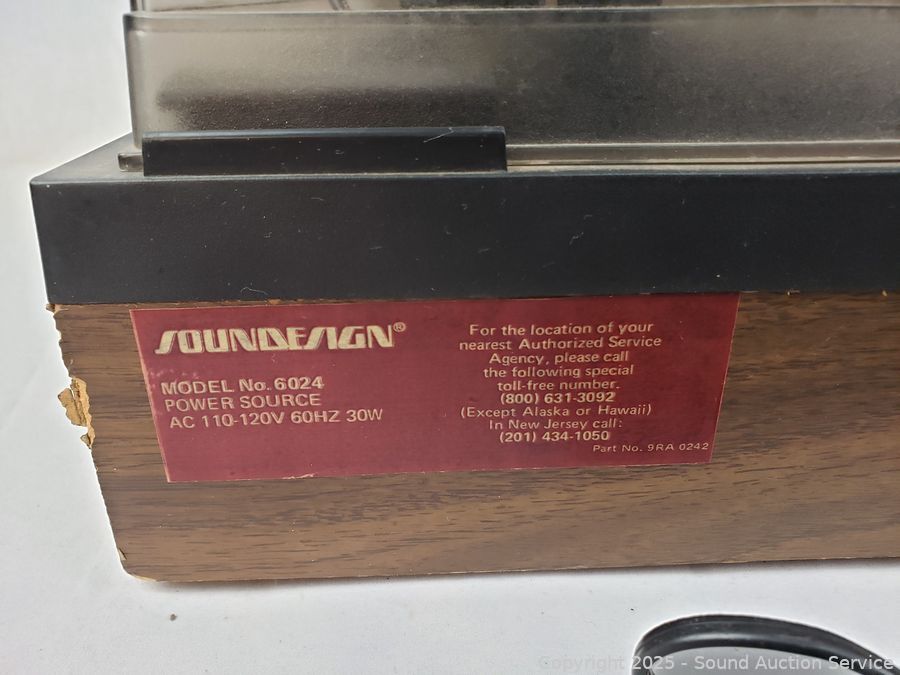 SOUNDESIGN®
MODEL No. 6024
POWER SOURCE
AC 110-120V 60HZ 30W
For the location of your
nearest Authorized Service
Agency, please call
the following special
toll-free number.
(800) 631-3092
(Except Alaska or Hawaii)
In New Jersey call:
(201) 434-1050
Part No. 9RA 0242
Copyright 2025 - Sound Auction Service